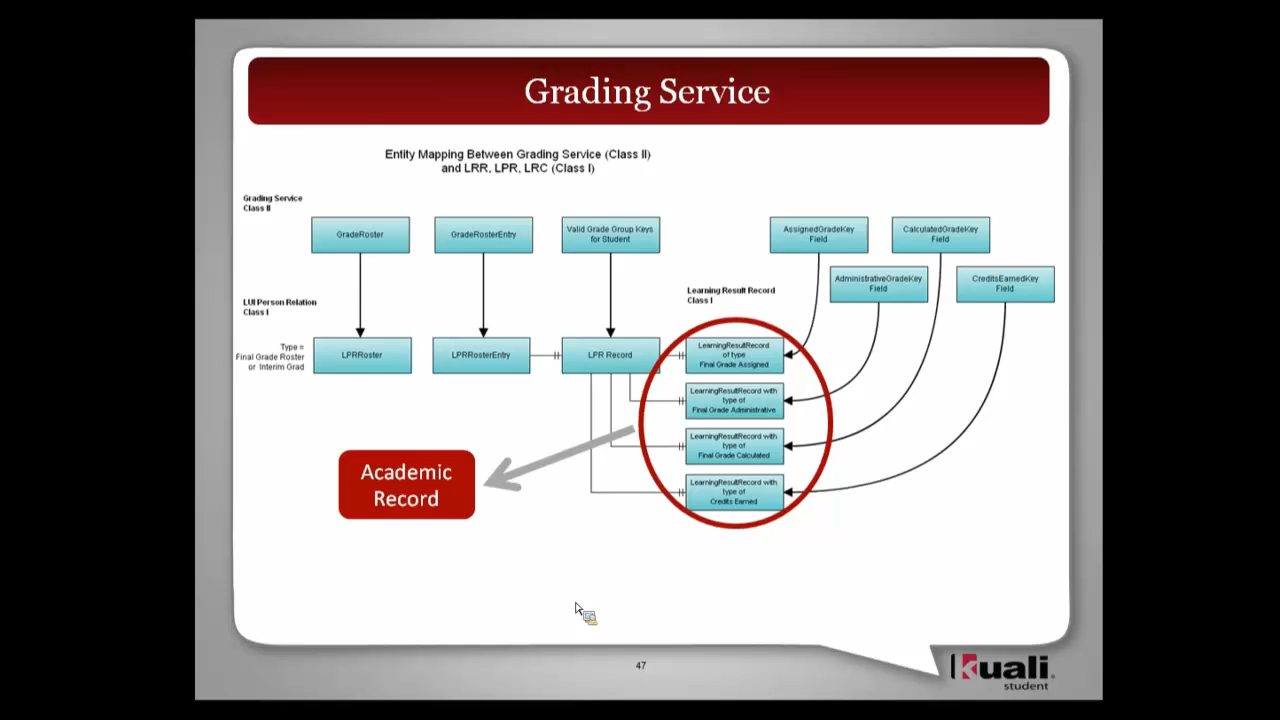 Grading Service
Entity Mapping Between Grading Service (Class II)
and LRR, LPR, LRC (Class I)
Grading Service
Class II
GradeRoster
GradeRosterEntry
Valid Grade Group Keys
for Student
AssignedGradeKey
Field
CalculatedGradeKey
Field
AdministrativeGradeKey
Field
CreditsEarnedKey
Field
LUI Person Relation
Class I
Learning Result Record
Class I
Type =
Final Grade Roster
or Interim Grad
LPRRoster
LPRRosterEntry
LPR Record
LearningResultRecord
of type
Final Grade Assigned
LearningResultRecord with
type of
Final Grade Administrative
LearningResultRecord with
type of
Final Grade Calculated
LearningResultRecord with
type of
Credits Earned
Academic
Record
47
kuali
student